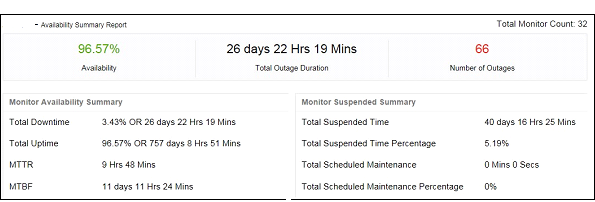 - Availability Summary Report
Total Monitor Count: 32
96.57%
Availability
26 days 22 Hrs 19 Mins
Total Outage Duration
66
Number of Outages
Monitor Availability Summary
Total Downtime 3.43% OR 26 days 22 Hrs 19 Mins
Total Uptime 96.57% OR 757 days 8 Hrs 51 Mins
MTTR 9 Hrs 48 Mins
MTBF 11 days 11 Hrs 24 Mins
Monitor Suspended Summary
Total Suspended Time 40 days 16 Hrs 25 Mins
Total Suspended Time Percentage 5.19%
Total Scheduled Maintenance 0 Mins 0 Secs
Total Scheduled Maintenance Percentage 0%